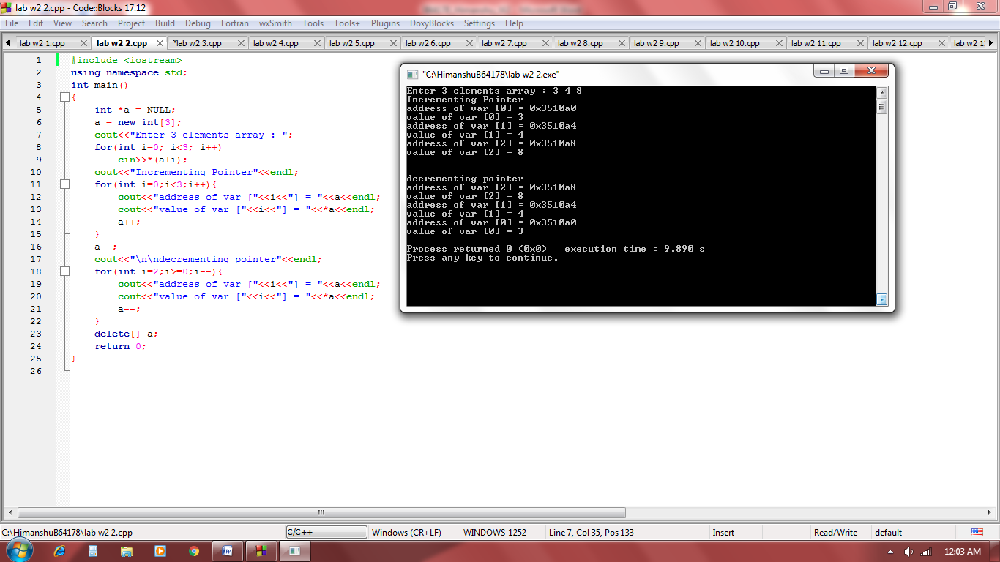 lab w2 2.cpp - Code::Blocks 17.12
File Edit View Search Project Build Debug Fortran wxSmith Tools Tools+ Plugins DoxyBlocks Settings Help
lab w2 1.cpp lab w2 2.cpp *lab w2 3.cpp lab w2 4.cpp lab w2 5.cpp lab w2 6.cpp lab w2 7.cpp lab w2 8.cpp lab w2 9.cpp lab w2 10.cpp lab w2 11.cpp lab w2 12.cpp lab w2 1
1 #include <iostream>
2 using namespace std;
3 int main()
4 {
5 int *a = NULL;
6 a = new int[3];
7 cout<<"Enter 3 elements array : ";
8 for(int i=0; i<3; i++)
9 cin>>*(a+i);
10 cout<<"Incrementing Pointer"<<endl;
11 for(int i=0;i<3;i++){
12 cout<<"address of var ["<<i<<"] = "<<a<<endl;
13 cout<<"value of var ["<<i<<"] = "<<*a<<endl;
14 a++;
15 }
16 a--;
17 cout<<"\n\ndecrementing pointer"<<endl;
18 for(int i=2;i>=0;i--){
19 cout<<"address of var ["<<i<<"] = "<<a<<endl;
20 cout<<"value of var ["<<i<<"] = "<<*a<<endl;
21 a--;
22 }
23 delete[] a;
24 return 0;
25 }
26
"C:\HimanshuB64178\lab w2 2.exe"
Enter 3 elements array : 3 4 8
Incrementing Pointer
address of var [0] = 0x3510a0
value of var [0] = 3
address of var [1] = 0x3510a4
value of var [1] = 4
address of var [2] = 0x3510a8
value of var [2] = 8
decrementing pointer
address of var [2] = 0x3510a8
value of var [2] = 8
address of var [1] = 0x3510a4
value of var [1] = 4
address of var [0] = 0x3510a0
value of var [0] = 3
Process returned 0 (0x0) execution time : 9.890 s
Press any key to continue.
C:\HimanshuB64178\lab w2 2.cpp C/C++ Windows (CR+LF) WINDOWS-1252 Line 7, Col 35, Pos 133 Insert Read/Write default
12:03 AM